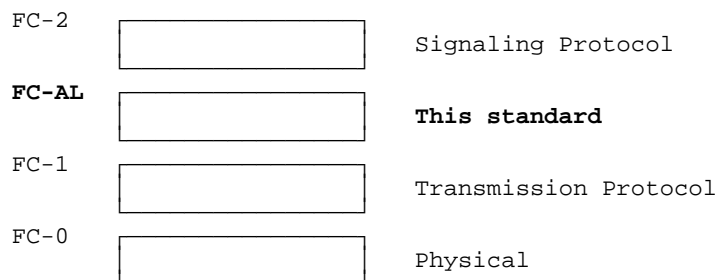 FC-2
Signaling Protocol
FC-AL
This standard
FC-1
Transmission Protocol
FC-0
Physical